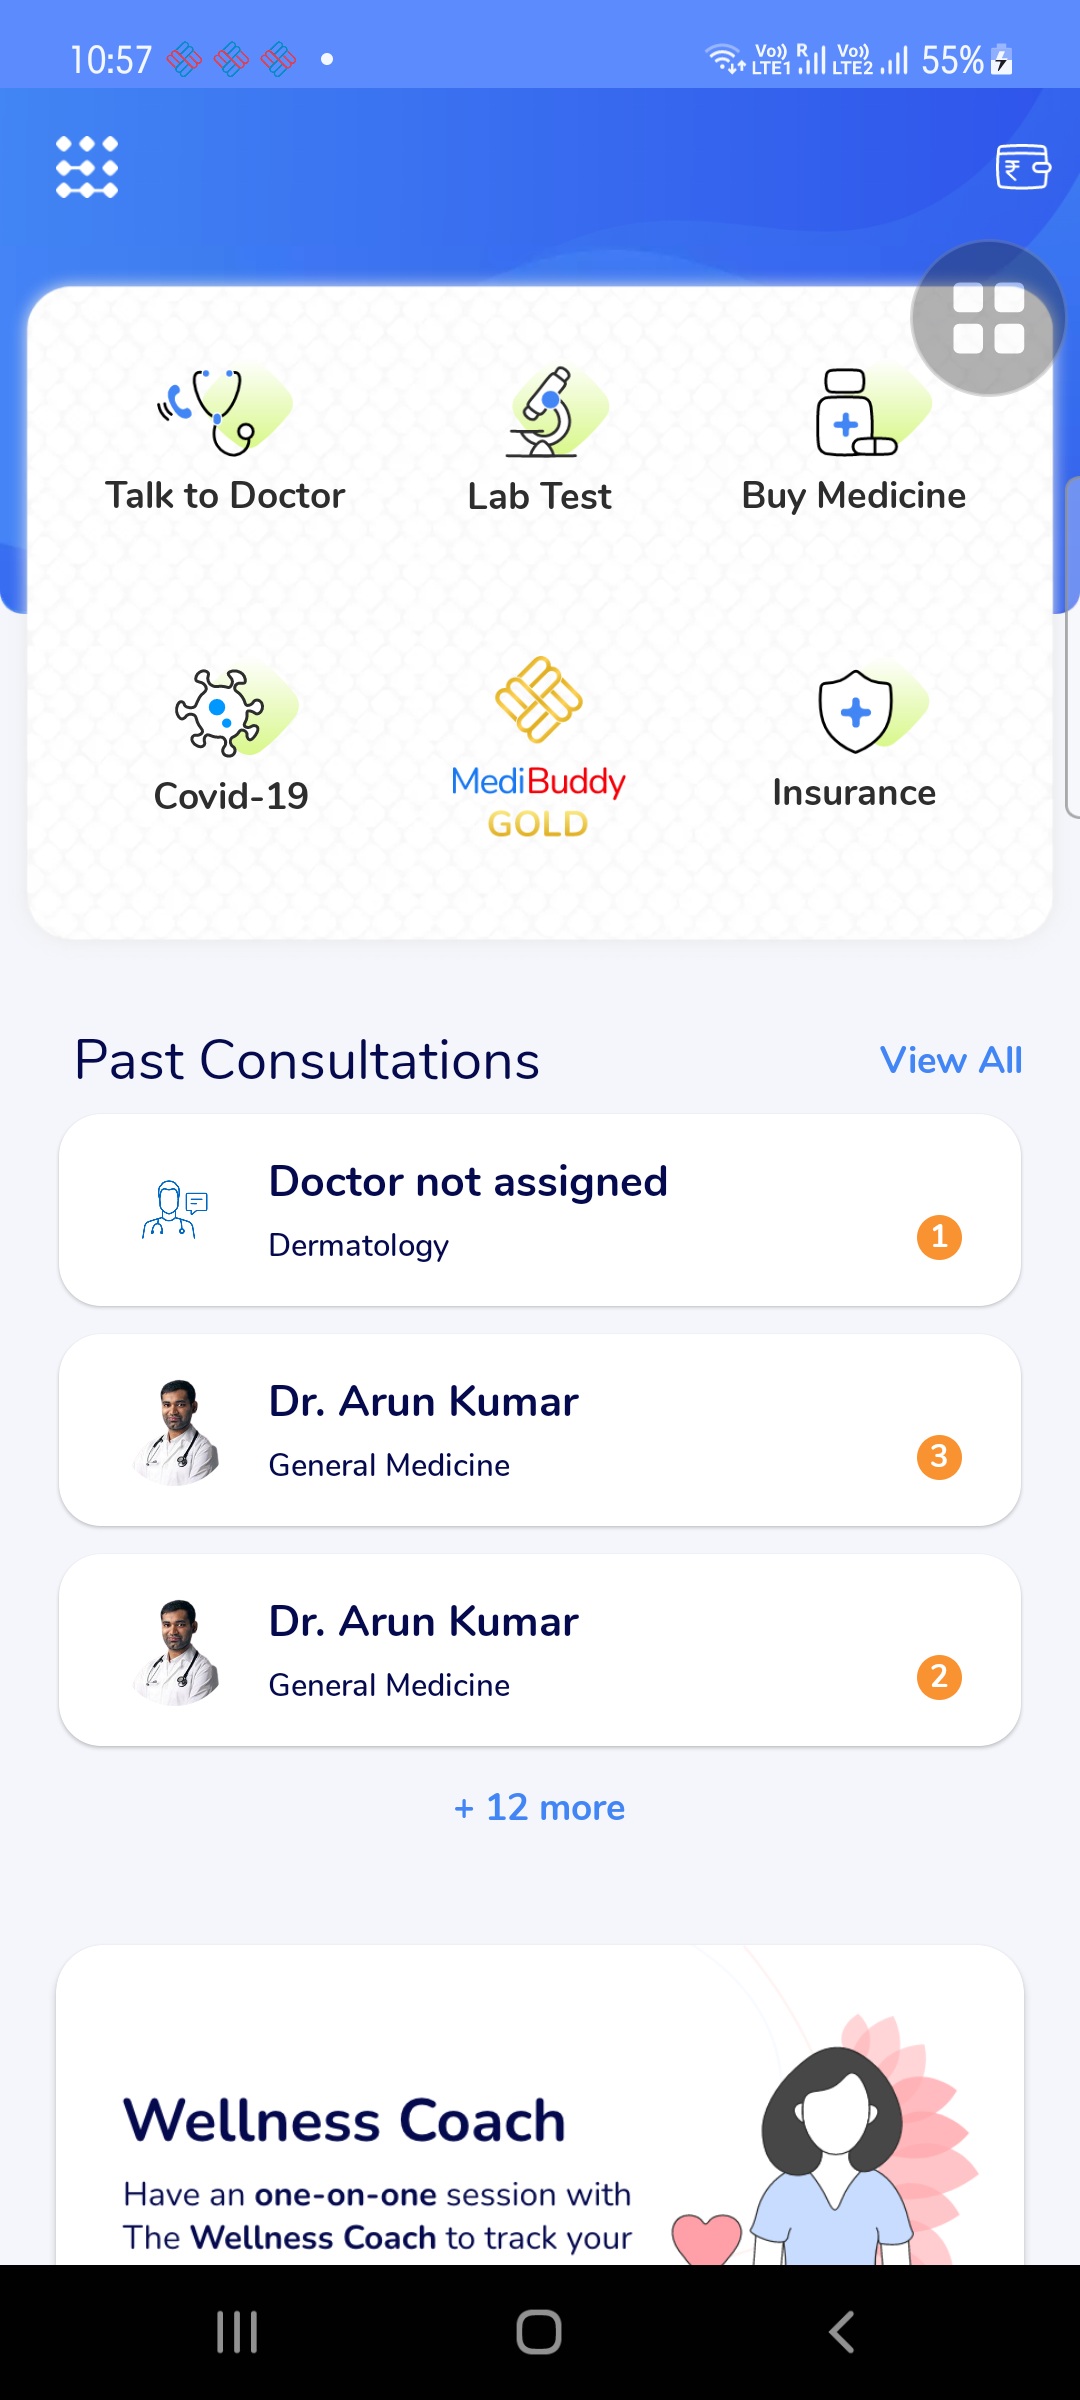 10:57
Vo)) R Vo))
LTE1 LTE2 55%
₹
Talk to Doctor
Lab Test
Buy Medicine
Covid-19
MediBuddy
GOLD
Insurance
Past Consultations
View All
Doctor not assigned
Dermatology
1
Dr. Arun Kumar
General Medicine
3
Dr. Arun Kumar
General Medicine
2
+ 12 more
Wellness Coach
Have an one-on-one session with
The Wellness Coach to track your